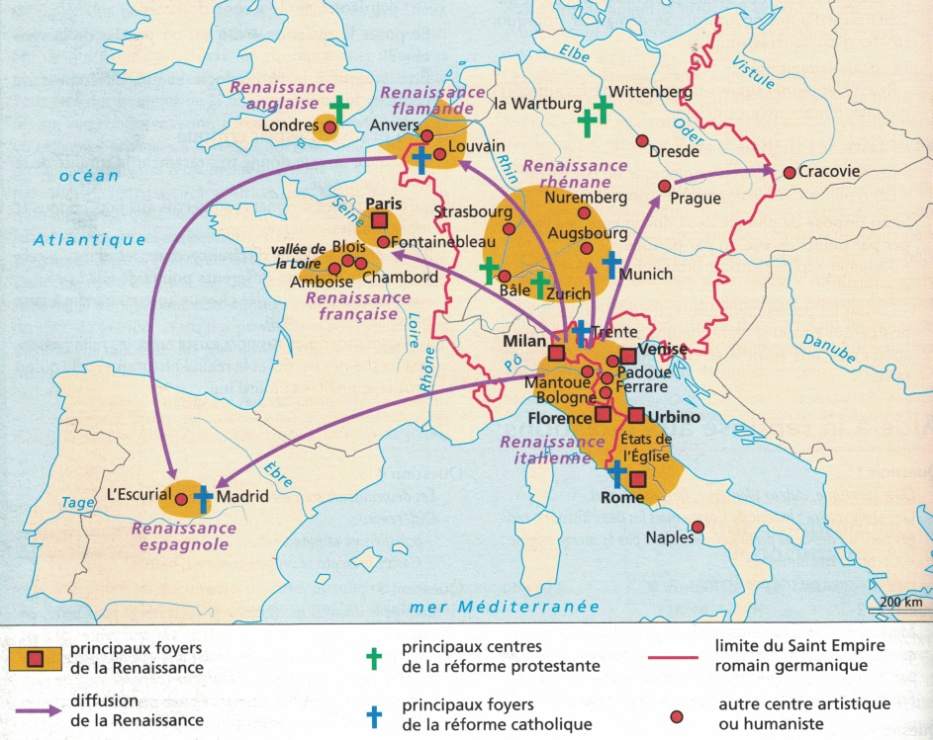 Elbe
Vistule
Renaissance
anglaise
Londres
Renaissance
flamande
Anvers
Louvain
la Wartburg
Wittenberg
Oder
Dresde
Rhin
Renaissance
rhénane
Cracovie
Prague
océan
Atlantique
Seine
Paris
Fontainebleau
vallée de
la Loire
Blois
Amboise
Chambord
Renaissance
française
Strasbourg
Nuremberg
Augsbourg
Munich
Bâle
Zurich
Loire
Rhône
Milan
Trente
Pô
Venise
Padoue
Mantoue
Ferrare
Bologne
Florence
Urbino
Danube
Renaissance
italienne
États de
l'Église
Rome
Naples
Èbre
Tage
L'Escurial
Madrid
Renaissance
espagnole
mer Méditerranée
200 km
principaux foyers
de la Renaissance
diffusion
de la Renaissance
principaux centres
de la réforme protestante
principaux foyers
de la réforme catholique
limite du Saint Empire
romain germanique
autre centre artistique
ou humaniste